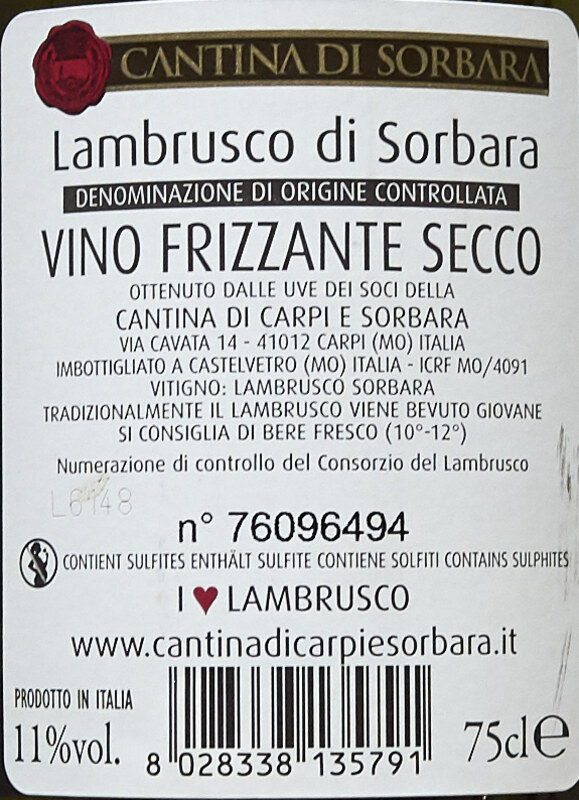 CANTINA DI SORBARA
Lambrusco di Sorbara
DENOMINAZIONE DI ORIGINE CONTROLLATA
VINO FRIZZANTE SECCO
OTTENUTO DALLE UVE DEI SOCI DELLA
CANTINA DI CARPI E SORBARA
VIA CAVATA 14 - 41012 CARPI (MO) ITALIA
IMBOTTIGLIATO A CASTELVETRO (MO) ITALIA - ICRF MO/4091
VITIGNO: LAMBRUSCO SORBARA
TRADIZIONALMENTE IL LAMBRUSCO VIENE BEVUTO GIOVANE
SI CONSIGLIA DI BERE FRESCO (10°-12°)
Numerazione di controllo del Consorzio del Lambrusco
n° 76096494
CONTIENT SULFITES ENTHÄLT SULFITE CONTIENE SOLFITI CONTAINS SULPHITES
I ♥ LAMBRUSCO
www.cantinadicarpiesorbara.it
PRODOTTO IN ITALIA
11%vol.
8 028338 135791
75cl e